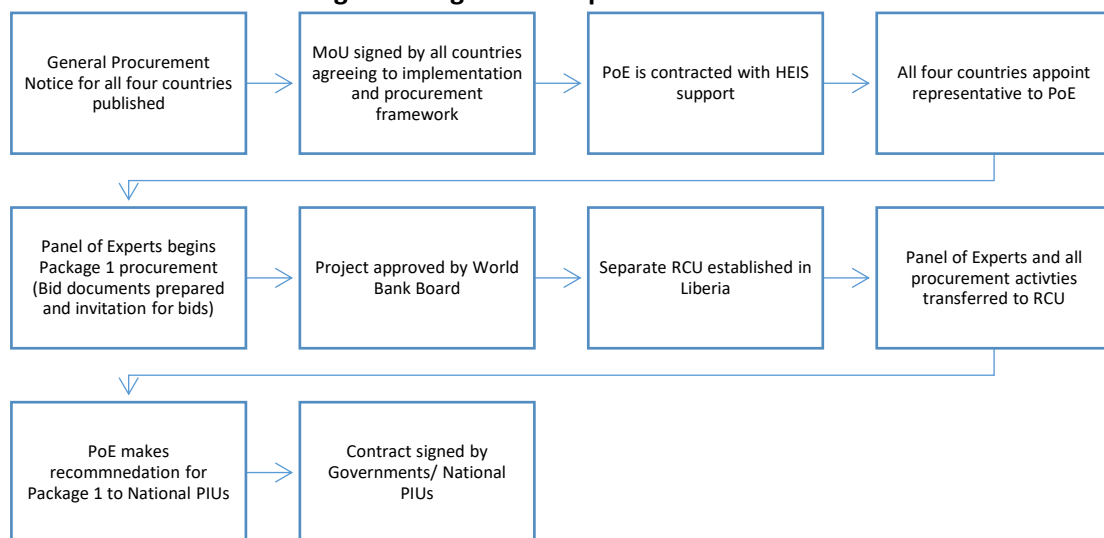 General Procurement
Notice for all four countries
published
MoU signed by all countries
agreeing to implementation
and procurement
framework
PoE is contracted with HEIS
support
All four countries appoint
representative to PoE
Panel of Experts begins
Package 1 procurement
(Bid documents prepared
and invitation for bids)
Project approved by World
Bank Board
Separate RCU established in
Liberia
Panel of Experts and all
procurement activties
transferred to RCU
PoE makes
recommnedation for
Package 1 to National PIUs
Contract signed by
Governments/ National
PIUs